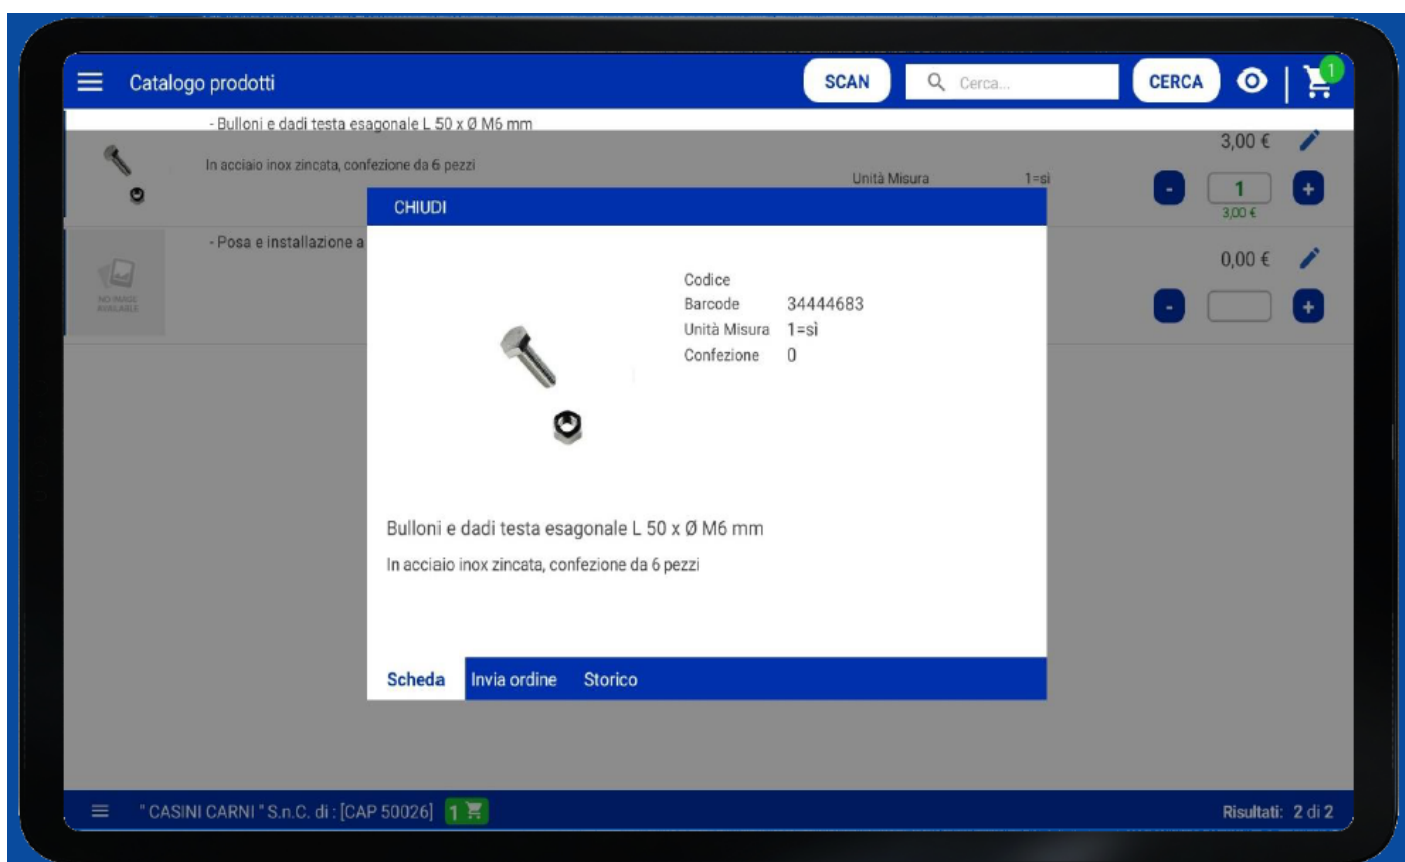 Catalogo prodotti
SCAN
Cerca...
CERCA
1
- Bulloni e dadi testa esagonale L 50 x Ø M6 mm
In acciaio inox zincata, confezione da 6 pezzi
Unità Misura 1=sì
3,00 €
- 1 +
3,00 €
CHIUDI
- Posa e installazione a
NO IMAGE
AVAILABLE
0,00 €
- +
Codice
Barcode 34444683
Unità Misura 1=sì
Confezione 0
Bulloni e dadi testa esagonale L 50 x Ø M6 mm
In acciaio inox zincata, confezione da 6 pezzi
Scheda Invia ordine Storico
" CASINI CARNI " S.n.C. di : [CAP 50026] 1
Risultati: 2 di 2